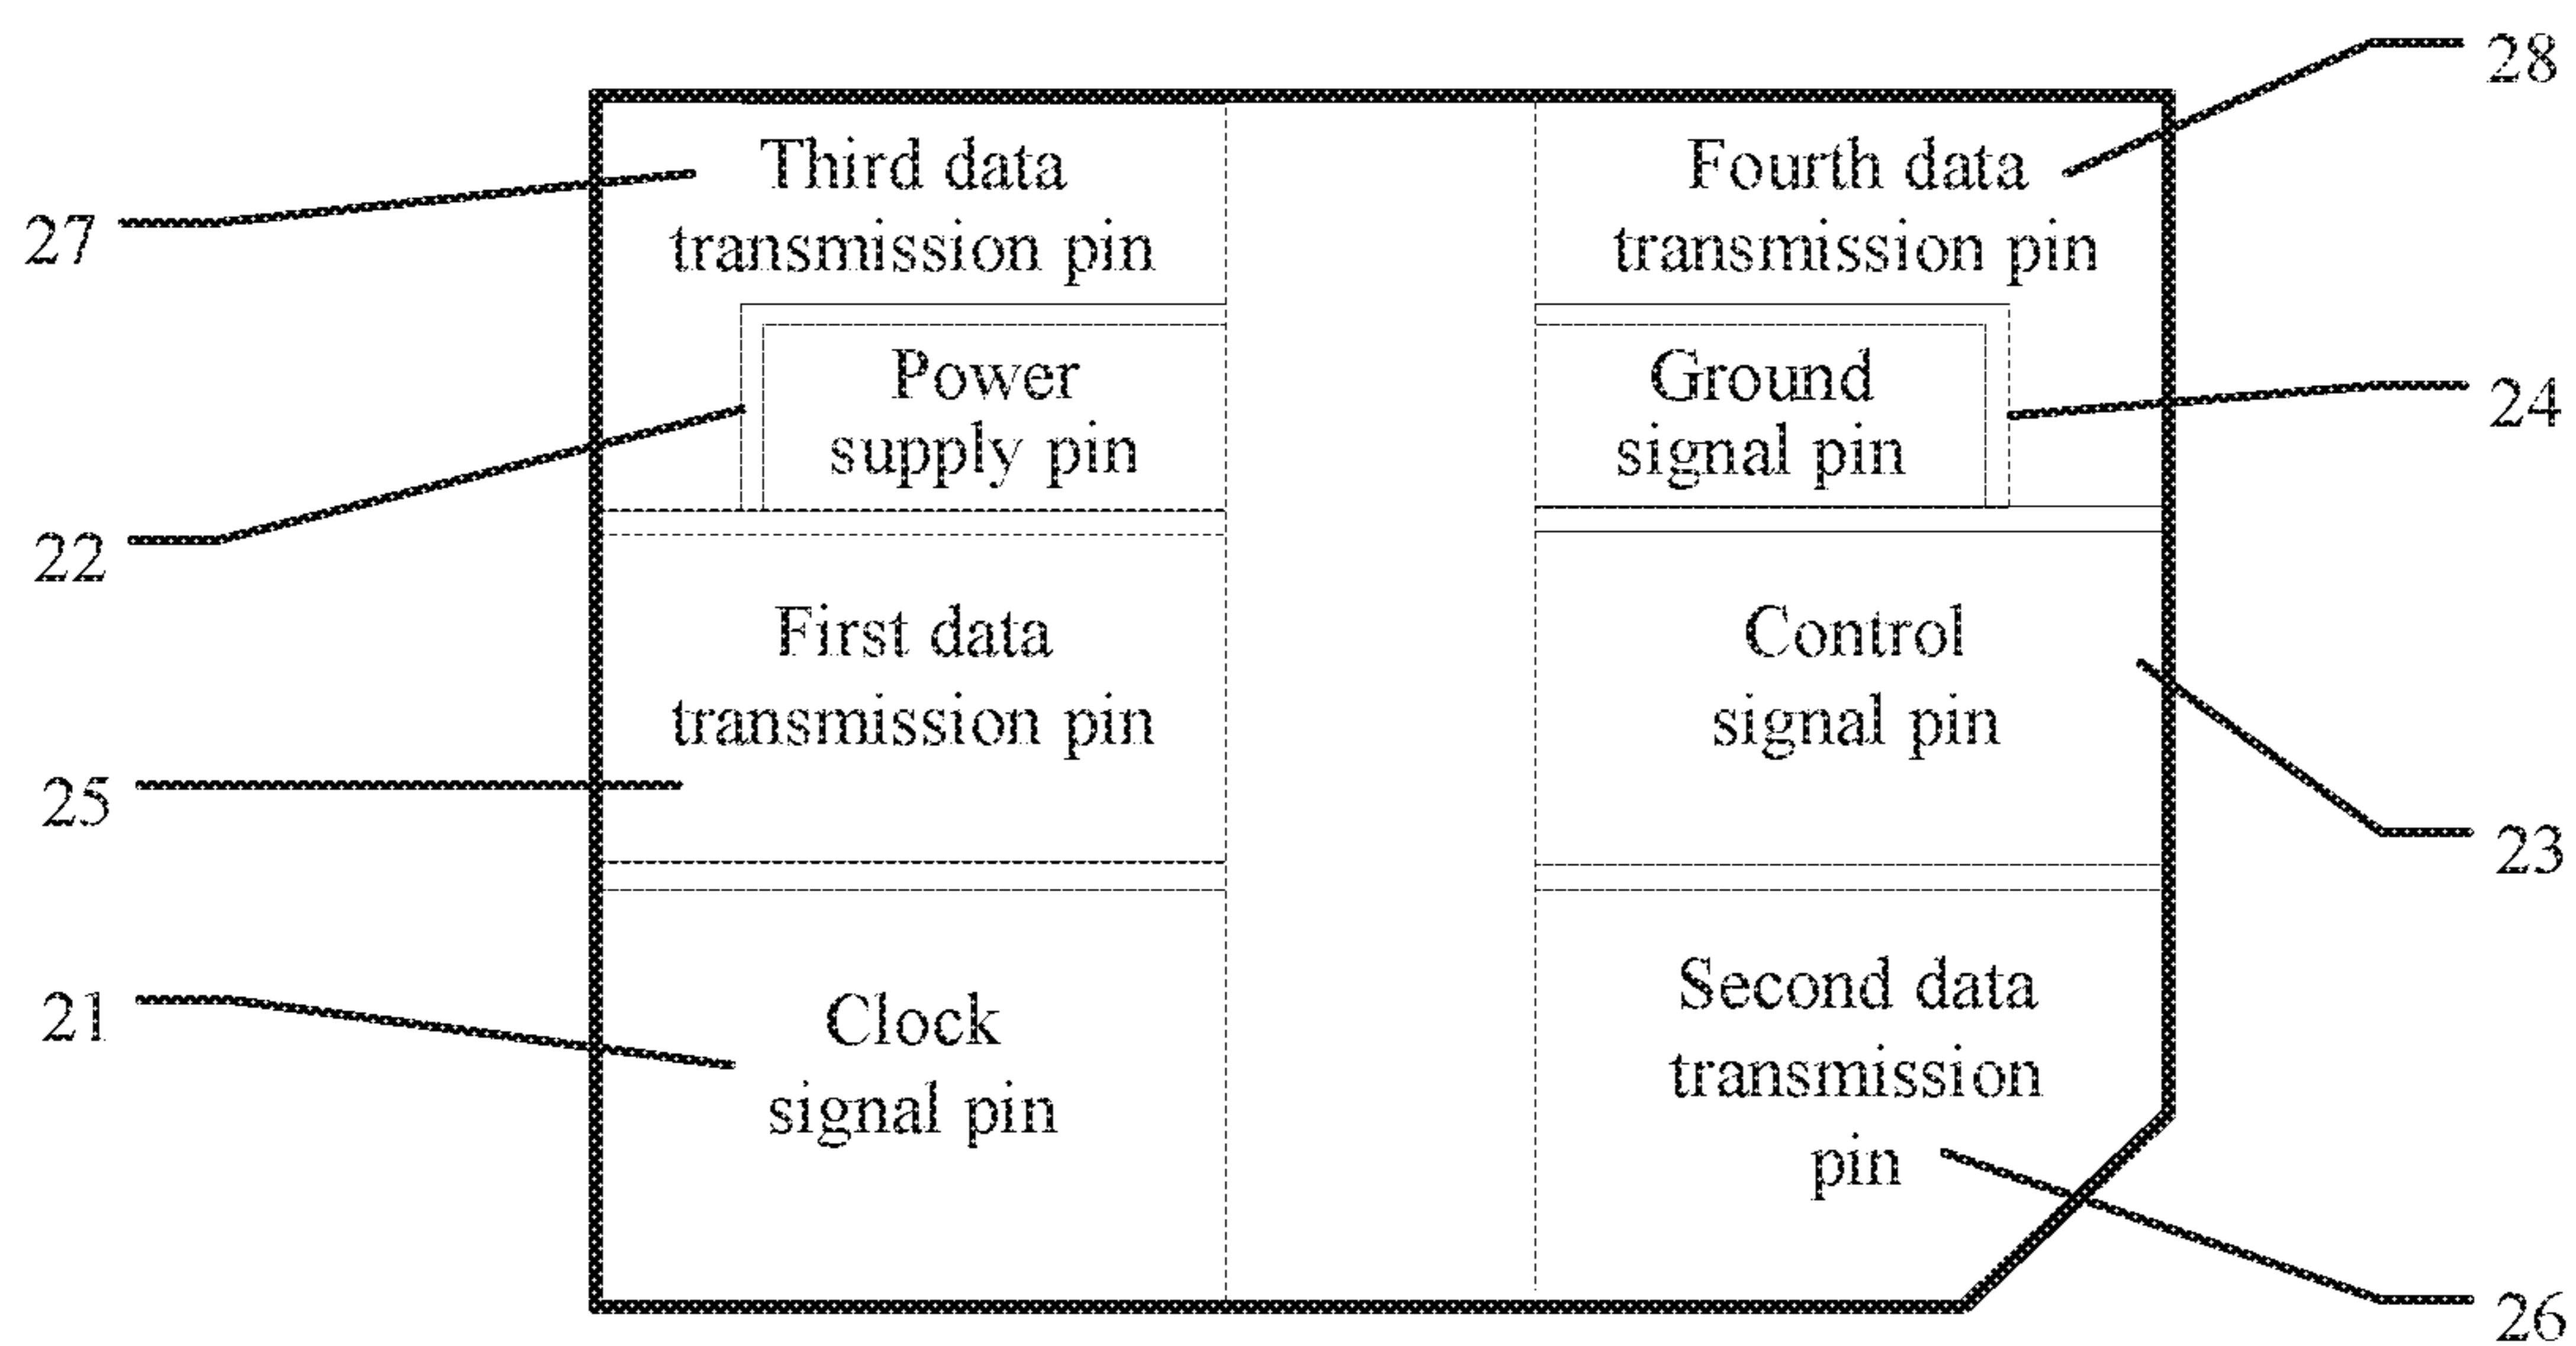 28
Third data
transmission pin
Fourth data
transmission pin
27
Power
supply pin
Ground
signal pin
24
22
First data
transmission pin
Control
signal pin
25
23
Clock
signal pin
Second data
transmission
pin
21
26